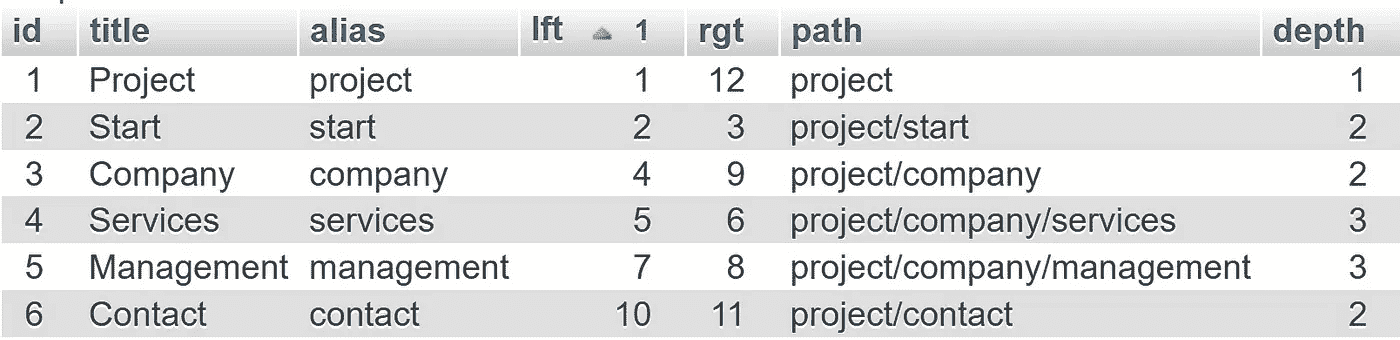 id title alias lft 1 rgt path depth
1 Project project 1 12 project 1
2 Start start 2 3 project/start 2
3 Company company 4 9 project/company 2
4 Services services 5 6 project/company/services 3
5 Management management 7 8 project/company/management 3
6 Contact contact 10 11 project/contact 2